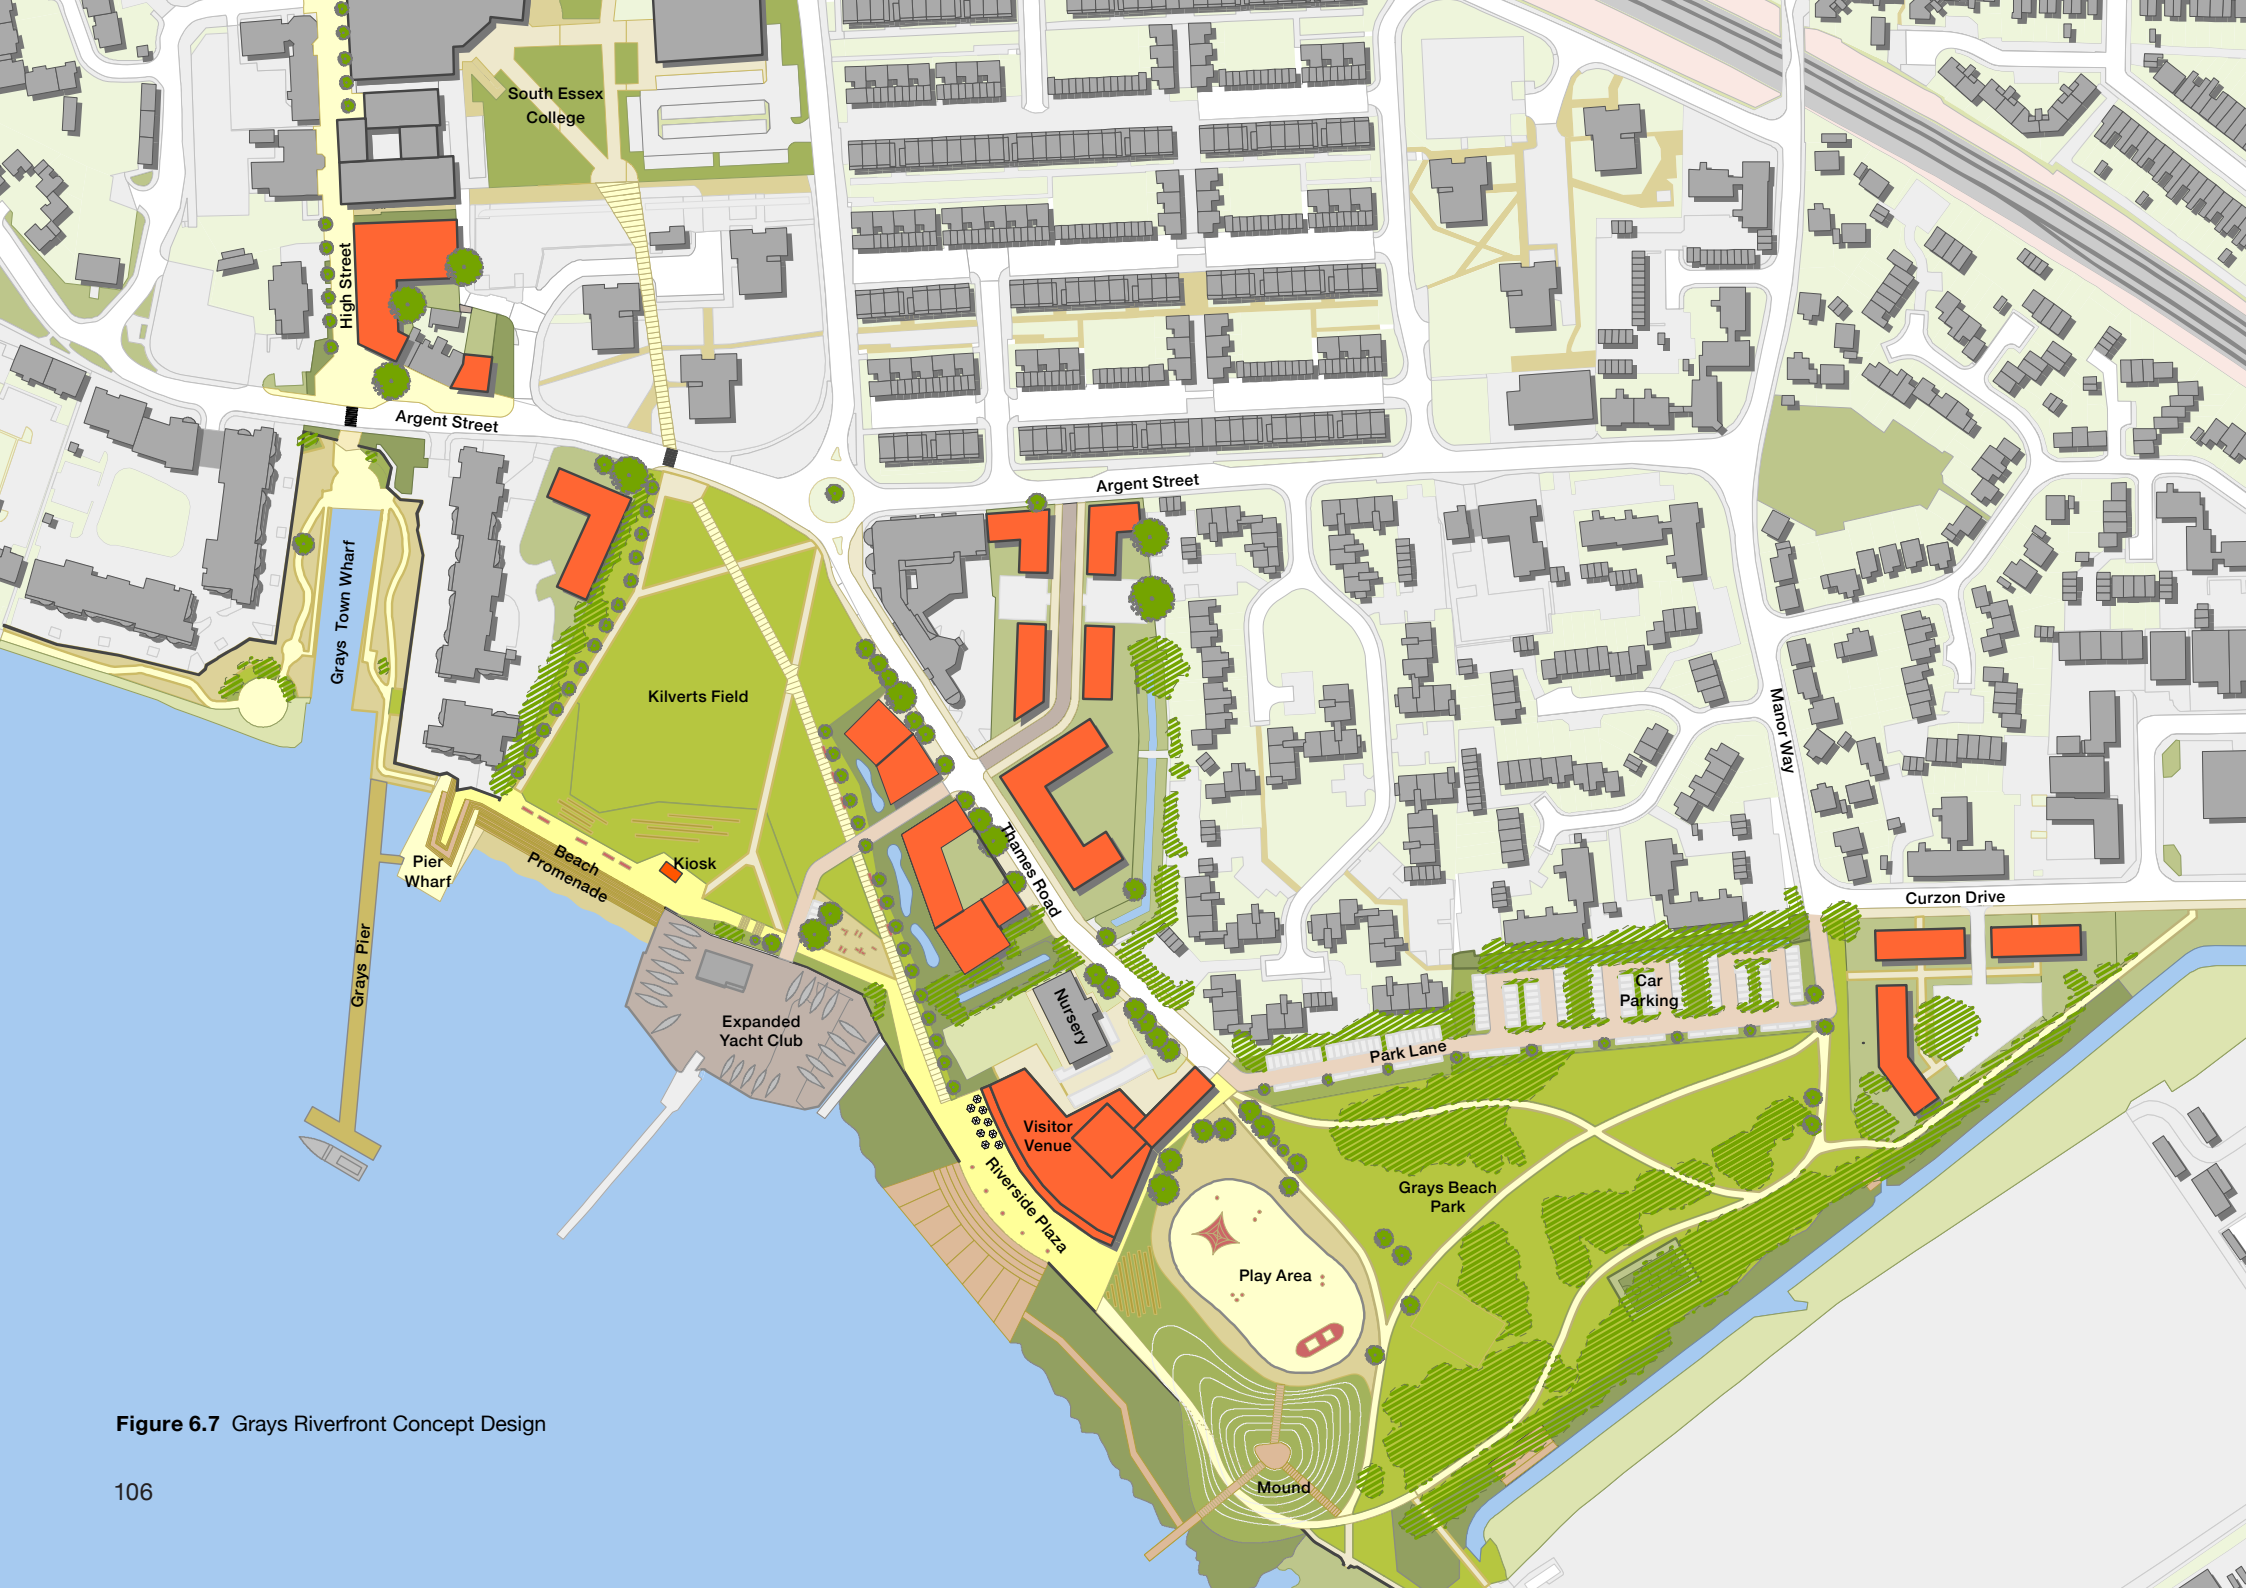 South Essex
College
High Street
Argent Street
Argent Street
Grays Town Wharf
Kilverts Field
Manor Way
Thames Road
Kiosk
Beach
Promenade
Pier
Wharf
Curzon Drive
Grays Pier
Car
Parking
Nursery
Expanded
Yacht Club
Park Lane
Visitor
Venue
Riverside Plaza
Grays Beach
Park
Play Area
Figure 6.7 Grays Riverfront Concept Design
Mound
106